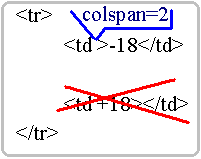 <tr> colspan=2
<td >-18</td>
<td +18></td>
</tr>